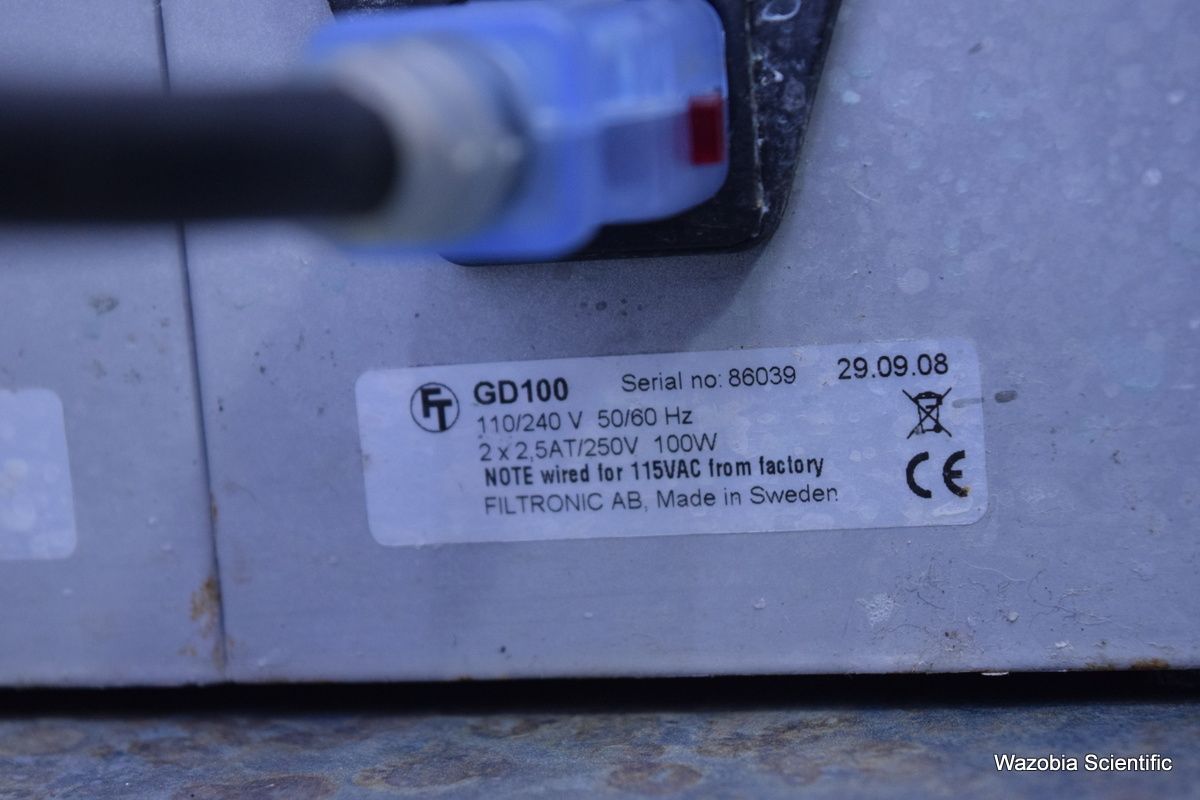 FT GD100 Serial no: 86039 29.09.08
110/240 V 50/60 Hz
2 x 2,5AT/250V 100W
NOTE wired for 115VAC from factory
FILTRONIC AB, Made in Sweden
CE
Wazobia Scientific